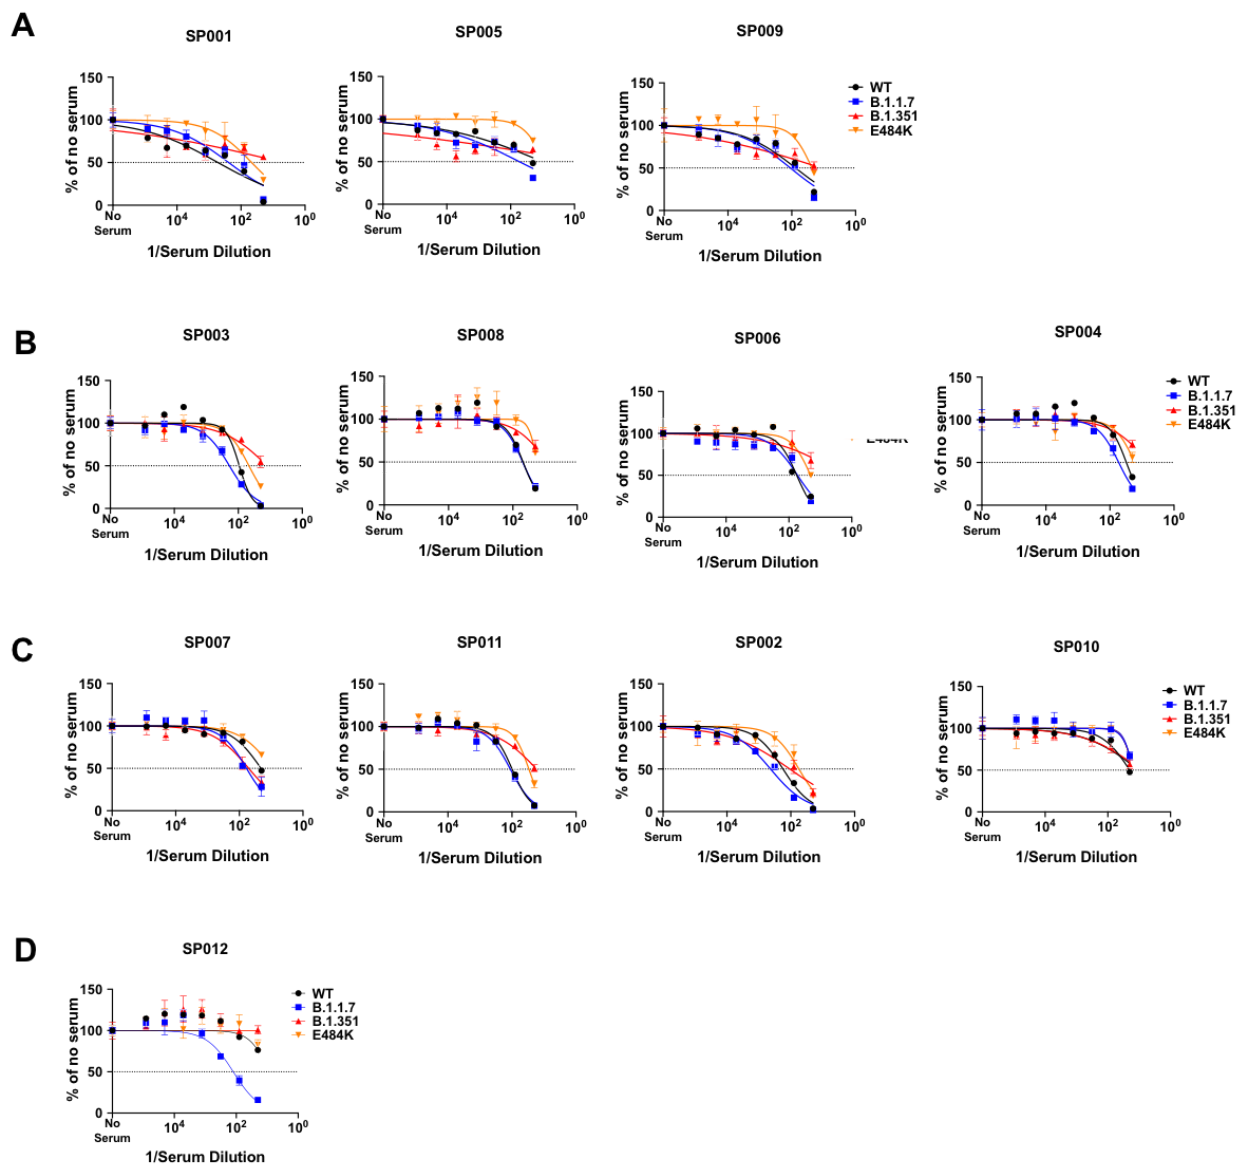 A
SP001
SP005
SP009
150
100
50
0
% of no serum
No
Serum
10⁴
10²
10⁰
1/Serum Dilution
150
100
50
0
% of no serum
No
Serum
10⁴
10²
10⁰
1/Serum Dilution
150
100
50
0
% of no serum
No
Serum
10⁴
10²
10⁰
1/Serum Dilution
WT
B.1.1.7
B.1.351
E484K
B
SP003
SP008
SP006
SP004
150
100
50
0
% of no serum
No
Serum
10⁴
10²
10⁰
1/Serum Dilution
150
100
50
0
% of no serum
No
Serum
10⁴
10²
10⁰
1/Serum Dilution
150
100
50
0
% of no serum
No
Serum
10⁴
10²
10⁰
1/Serum Dilution
E484K
150
100
50
0
% of no serum
No
Serum
10⁴
10²
10⁰
1/Serum Dilution
WT
B.1.1.7
B.1.351
E484K
C
SP007
SP011
SP002
SP010
150
100
50
0
% of no serum
No
Serum
10⁴
10²
10⁰
1/Serum Dilution
150
100
50
0
% of no serum
No
Serum
10⁴
10²
10⁰
1/Serum Dilution
150
100
50
0
% of no serum
No
Serum
10⁴
10²
10⁰
1/Serum Dilution
150
100
50
0
% of no serum
No
Serum
10⁴
10²
10⁰
1/Serum Dilution
WT
B.1.1.7
B.1.351
E484K
D
SP012
150
100
50
0
% of no serum
No
Serum
10⁴
10²
10⁰
1/Serum Dilution
WT
B.1.1.7
B.1.351
E484K